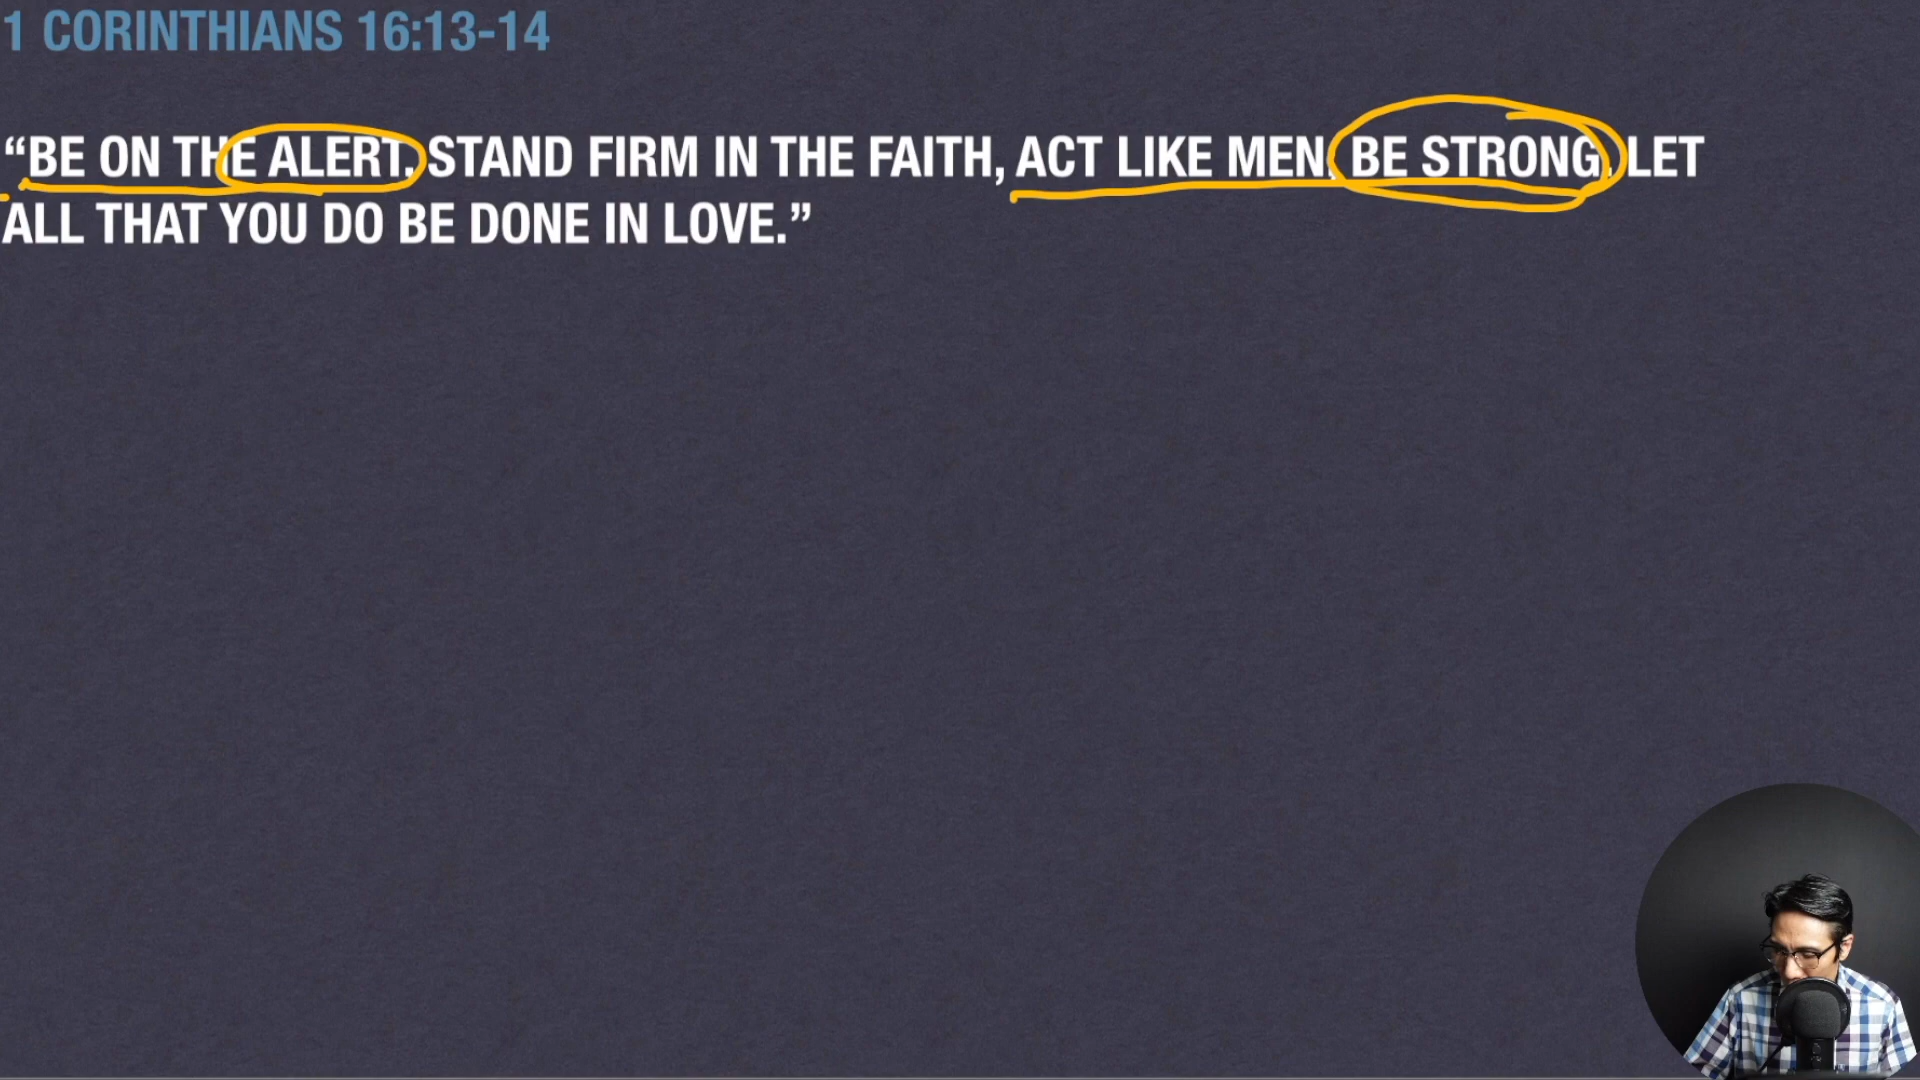 1 CORINTHIANS 16:13-14
“BE ON THE ALERT, STAND FIRM IN THE FAITH, ACT LIKE MEN, BE STRONG, LET
ALL THAT YOU DO BE DONE IN LOVE.”